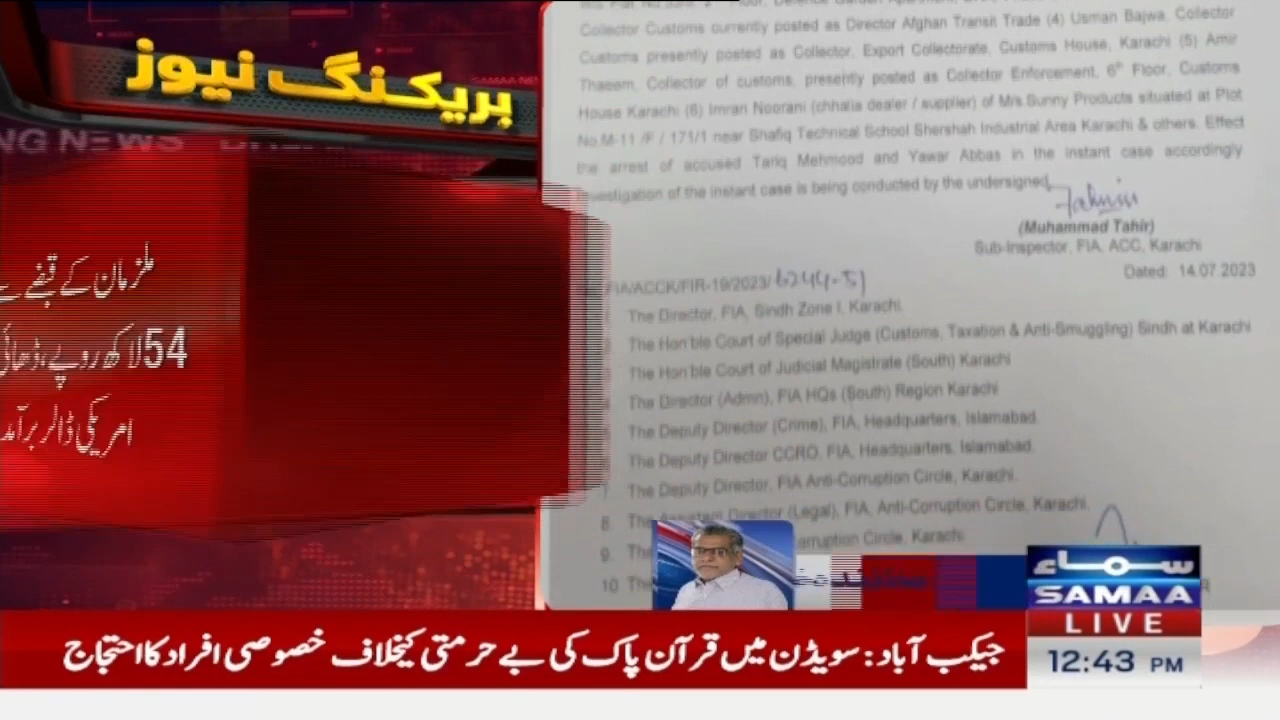 بریکنگ نیوز
NG NEWS
ملزمان کے قبضے سے
54 لاکھ روپے، ڈھائی
امریکی ڈالر برآمد
Collector Customs currently posted as Director Afghan Transit Trade (4) Usman Bajwa, Collector
Customs presently posted as Collector, Export Collectorate, Customs House, Karachi (5) Amir
Thaeem, Collector of customs, presently posted as Collector Enforcement, 6th Floor, Customs
House Karachi (6) Imran Noorani (chhalia dealer / supplier) of M/s Sunny Products situated at Plot
No.M-11 /F / 171/1 near Shafiq Technical School Shershah Industrial Area Karachi & others. Effect
the arrest of accused Tariq Mehmood and Yawar Abbas in the instant case accordingly
investigation of the instant case is being conducted by the undersigned.
(Muhammad Tahir)
Sub-Inspector, FIA, ACC, Karachi
Dated: 14.07.2023
FIA/ACCK/FIR-19/2023/ 6244-51
The Director, FIA, Sindh Zone I, Karachi.
The Hon'ble Court of Special Judge (Customs, Taxation & Anti-Smuggling) Sindh at Karachi
The Hon'ble Court of Judicial Magistrate (South) Karachi
The Director (Admn), FIA HQs (South) Region Karachi
The Deputy Director (Crime), FIA, Headquarters, Islamabad.
The Deputy Director CCRO, FIA, Headquarters, Islamabad.
The Deputy Director, FIA Anti-Corruption Circle, Karachi.
8. The Assistant Director (Legal), FIA, Anti-Corruption Circle, Karachi.
9. The Circle, Karachi
10 The
سماء
SAMAA
LIVE
12:43 PM
جیکب آباد: سویڈن میں قرآن پاک کی بے حرمتی کیخلاف خصوصی افراد کا احتجاج